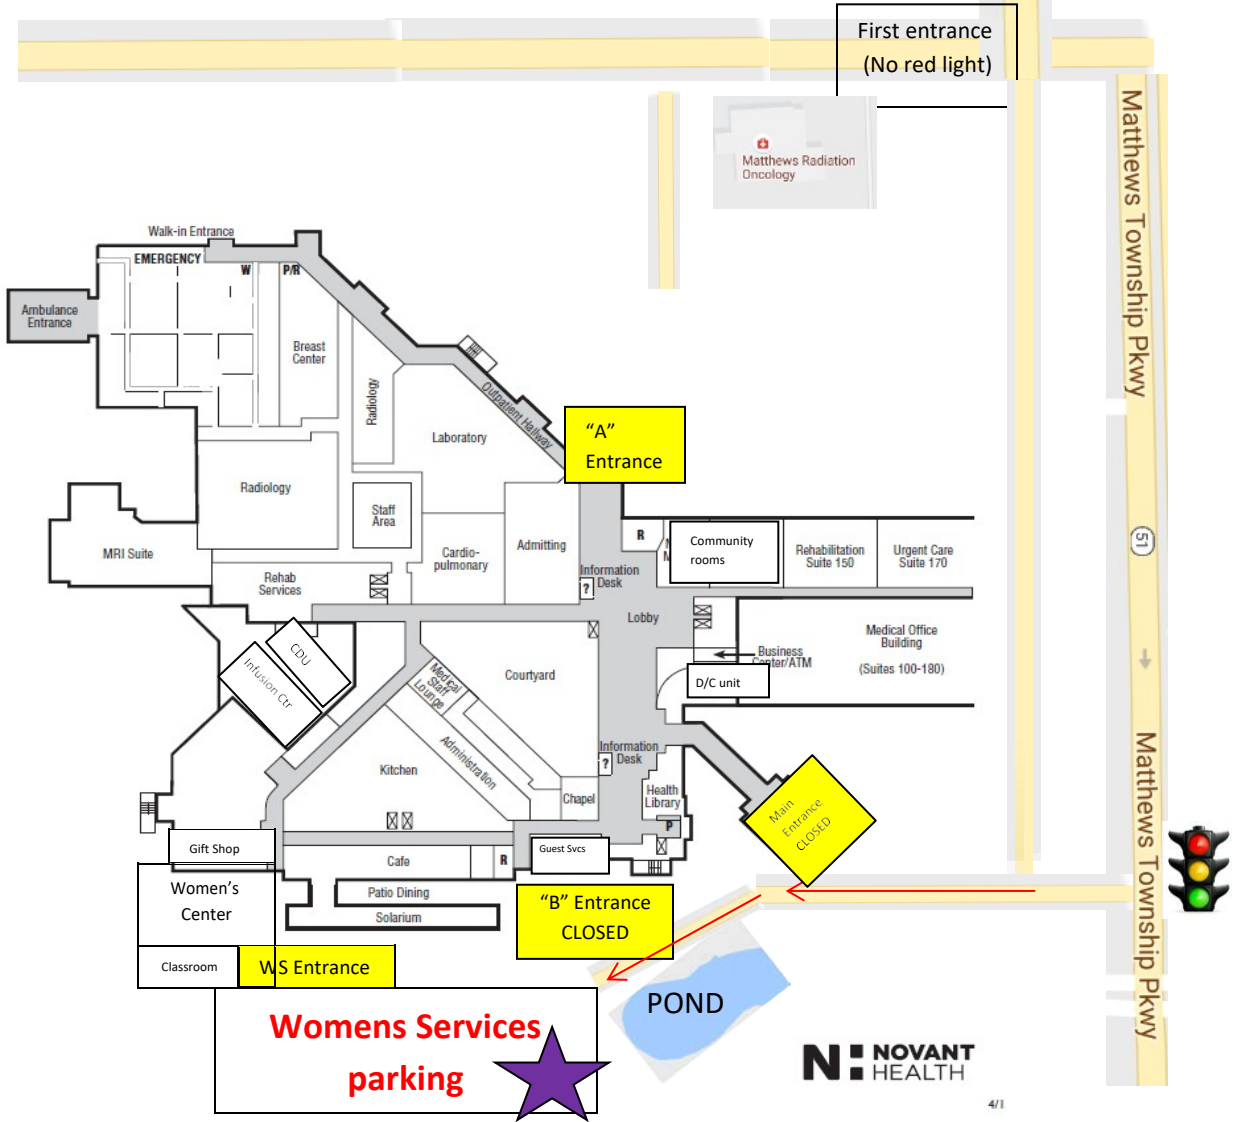 First entrance
(No red light)
Matthews Township Pkwy
Matthews Radiation
Oncology
Walk-in Entrance
EMERGENCY
W
P/R
Ambulance
Entrance
Breast
Center
Radiology
Outpatient Hallway
Laboratory
"A"
Entrance
Radiology
Staff
Area
MRI Suite
Cardio-
pulmonary
Admitting
R
Community
rooms
Rehabilitation
Suite 150
Urgent Care
Suite 170
51
Information
Desk
?
Rehab
Services
Lobby
Medical Office
Building
(Suites 100-180)
Business
Center/ATM
D/C unit
CDU
Infusion Ctr
Medical
Staff
Lounge
Courtyard
Administration
Kitchen
Information
Desk
?
Chapel
Health
Library
P
Main
Entrance
CLOSED
Matthews Township Pkwy
Gift Shop
Cafe
R
Guest Svcs
Women's
Center
Patio Dining
Solarium
"B" Entrance
CLOSED
Classroom
WS Entrance
POND
Womens Services
parking
NOVANT
HEALTH
4/1